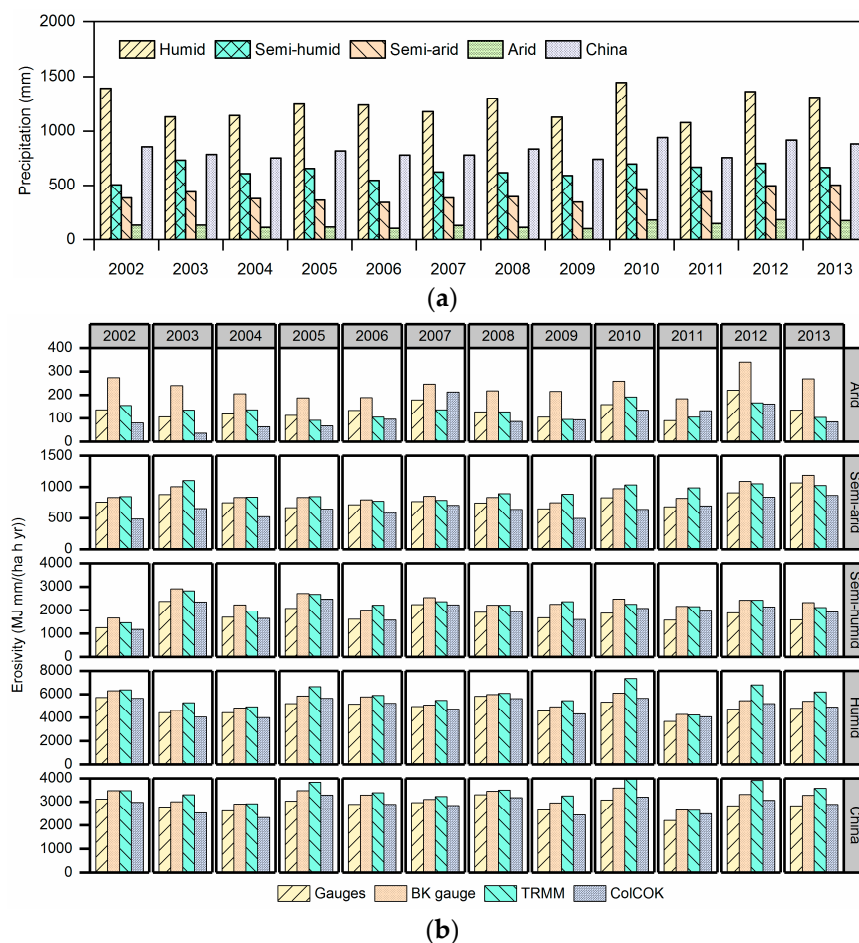 2000
Humid Semi-humid Semi-arid Arid China
1500
1000
500
0
Precipitation (mm)
2002 2003 2004 2005 2006 2007 2008 2009 2010 2011 2012 2013
(a)
2002 2003 2004 2005 2006 2007 2008 2009 2010 2011 2012 2013
400
300
200
100
0
Arid
1500
1000
500
0
Semi-arid
4000
3000
2000
1000
0
Semi-humid
8000
6000
4000
2000
0
Humid
4000
3000
2000
1000
0
China
Erosivity (MJ mm/(ha h yr))
Gauges BK gauge TRMM ColCOK
(b)